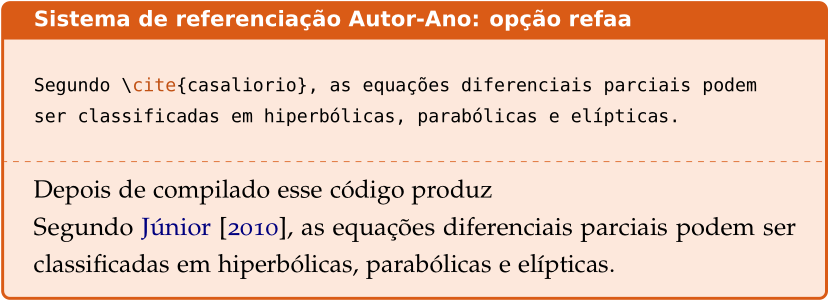 Sistema de referenciação Autor-Ano: opção refaa
Segundo \cite{casaliorio}, as equações diferenciais parciais podem
ser classificadas em hiperbólicas, parabólicas e elípticas.
Depois de compilado esse código produz
Segundo Júnior [2010], as equações diferenciais parciais podem ser
classificadas em hiperbólicas, parabólicas e elípticas.